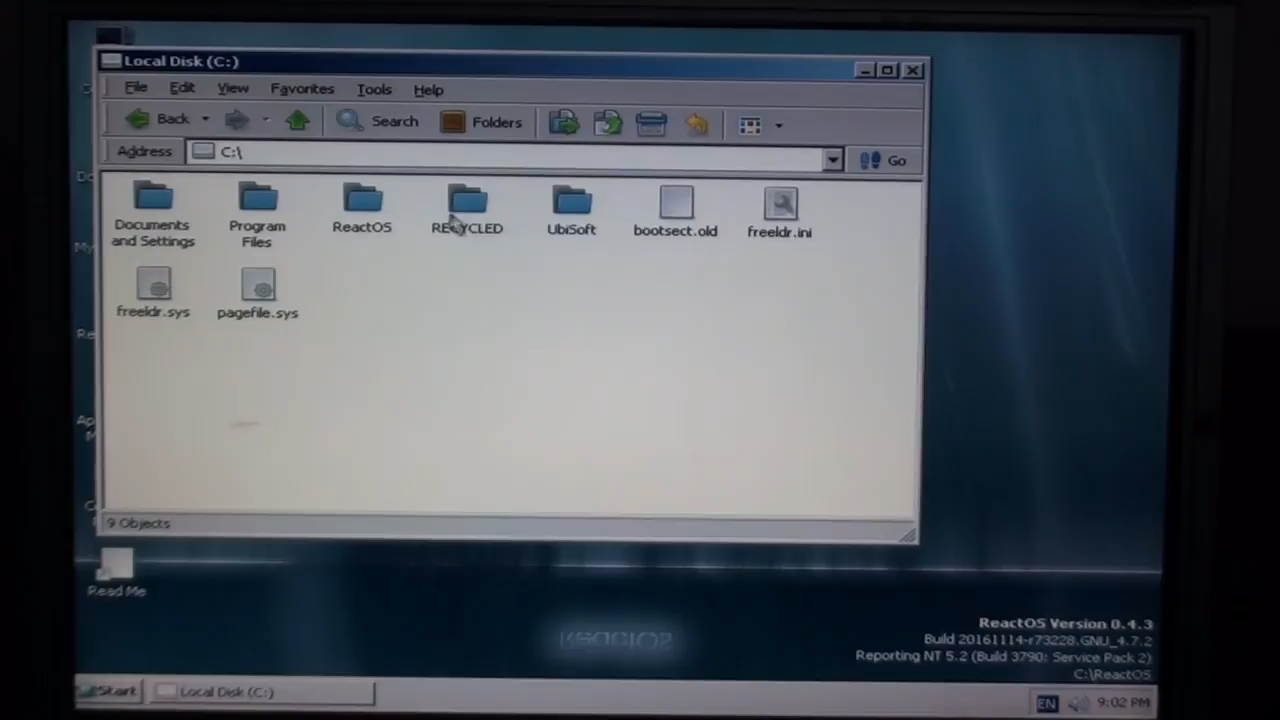 Local Disk (C:)
File Edit View Favorites Tools Help
Back Search Folders
Address C:\ Go
Documents and Settings
Program Files
ReactOS
RECYCLED
UbiSoft
bootsect.old
freeldr.ini
freeldr.sys
pagefile.sys
9 Objects
Read Me
ReactOS
ReactOS Version 0.4.3
Build 20161114-r73228.GNU_4.7.2
Reporting NT 5.2 (Build 3790: Service Pack 2)
C:\ReactOS
Start Local Disk (C:) EN 9:02 PM